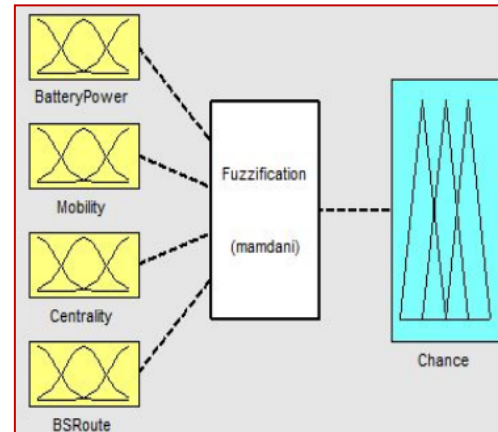 BatteryPower
Mobility
Centrality
BSRoute
Fuzzification
(mamdani)
Chance